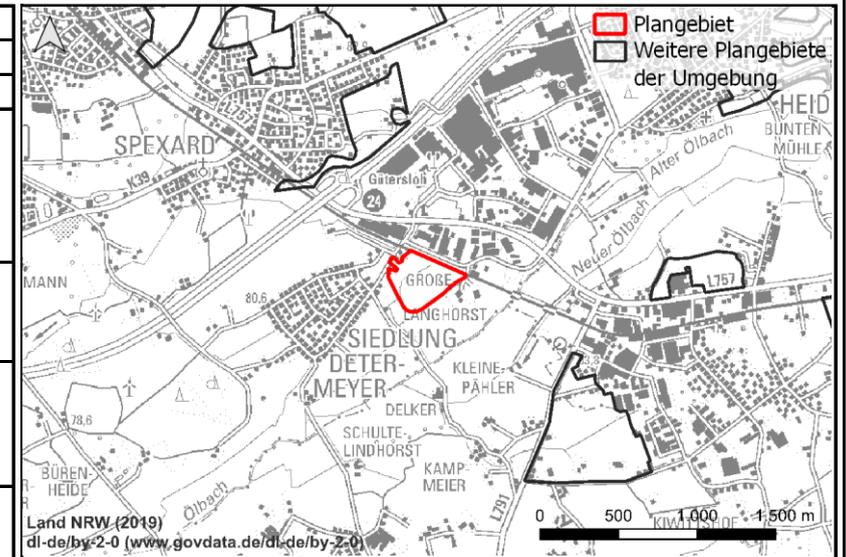 Plangebiet
Weitere Plangebiete
der Umgebung
HEID
BUNTEN
MÜHLE
L757
SPEXARD
Alter Ölbach
K39
Gütersloh
24
Neuer Ölbach
MANN
GROßE
L757
80,6
LANGHORST
SIEDLUNG
DETER-
MEYER
KLEINE-
PÄHLER
DELKER
78,6
SCHULTE-
LINDHORST
BÜREN-
HEIDE
KAMP-
MEIER
Ölbach
L791
KIWITTSHOF
Land NRW (2019)
dl-de/by-2-0 (www.govdata.de/dl-de/by-2-0)
0 500 1.000 1.500 m